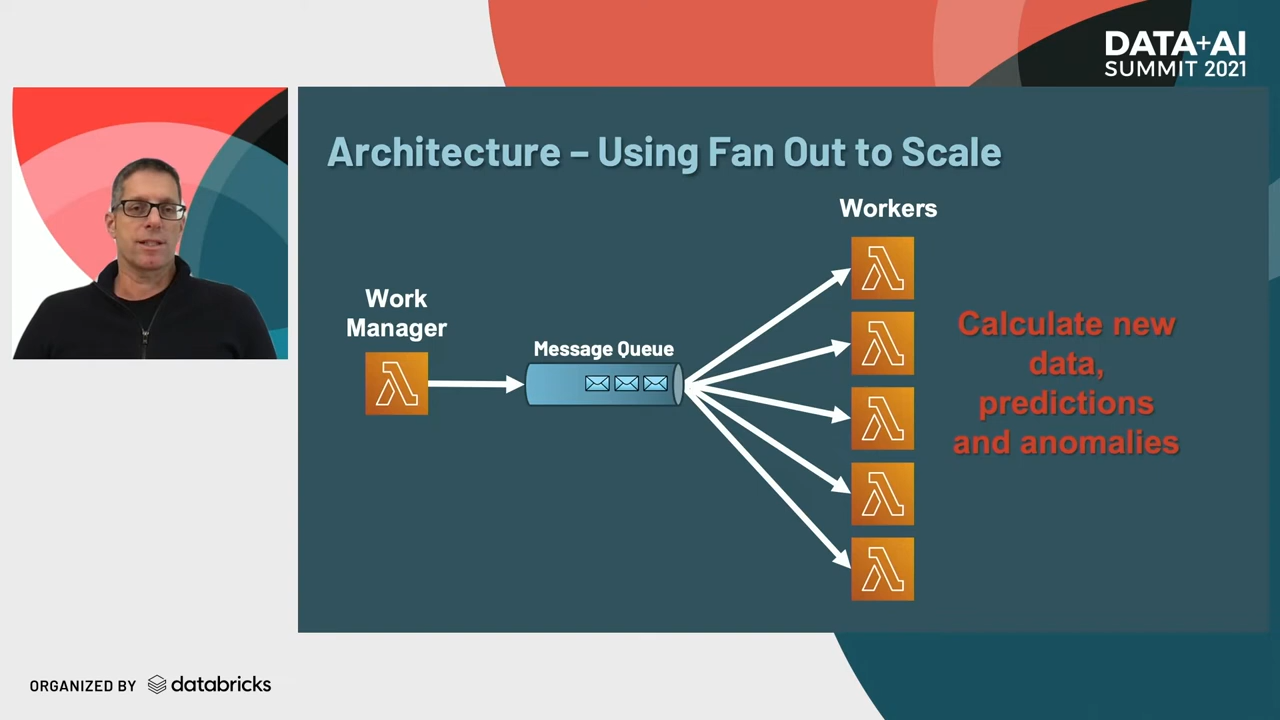 DATA+AI
SUMMIT 2021
Architecture – Using Fan Out to Scale
Workers
Work
Manager
Message Queue
Calculate new
data,
predictions
and anomalies
ORGANIZED BY databricks